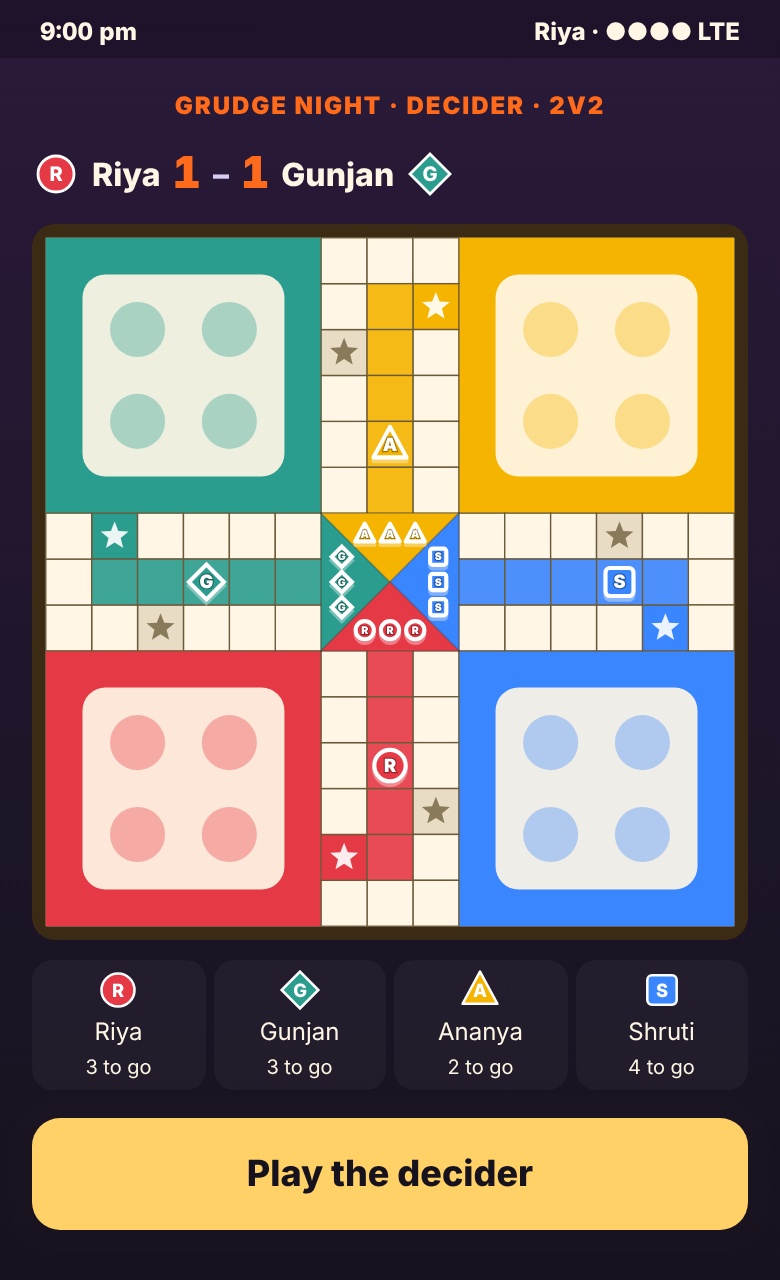 9:00 pm
Riya · ●●●● LTE
GRUDGE NIGHT · DECIDER · 2V2
R Riya 1 – 1 Gunjan G
A
A A A
G S
G S
G S
G
S
R R R
R
R G A S
Riya Gunjan Ananya Shruti
3 to go 3 to go 2 to go 4 to go
Play the decider